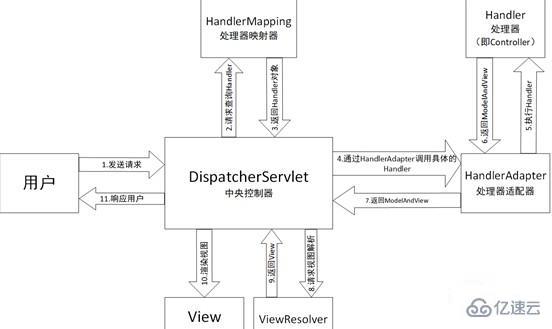 HandlerMapping
处理器映射器
Handler
处理器
(即Controller)
2.请求查询Handler
3.返回Handler对象
6.返回ModelAndView
5.执行Handler
用户
1.发送请求
11.响应用户
DispatcherServlet
中央控制器
4.通过HandlerAdapter调用具体的
Handler
7.返回ModelAndView
HandlerAdapter
处理器适配器
10.渲染视图
9.返回View
8.请求视图解析
View
ViewResolver
亿速云